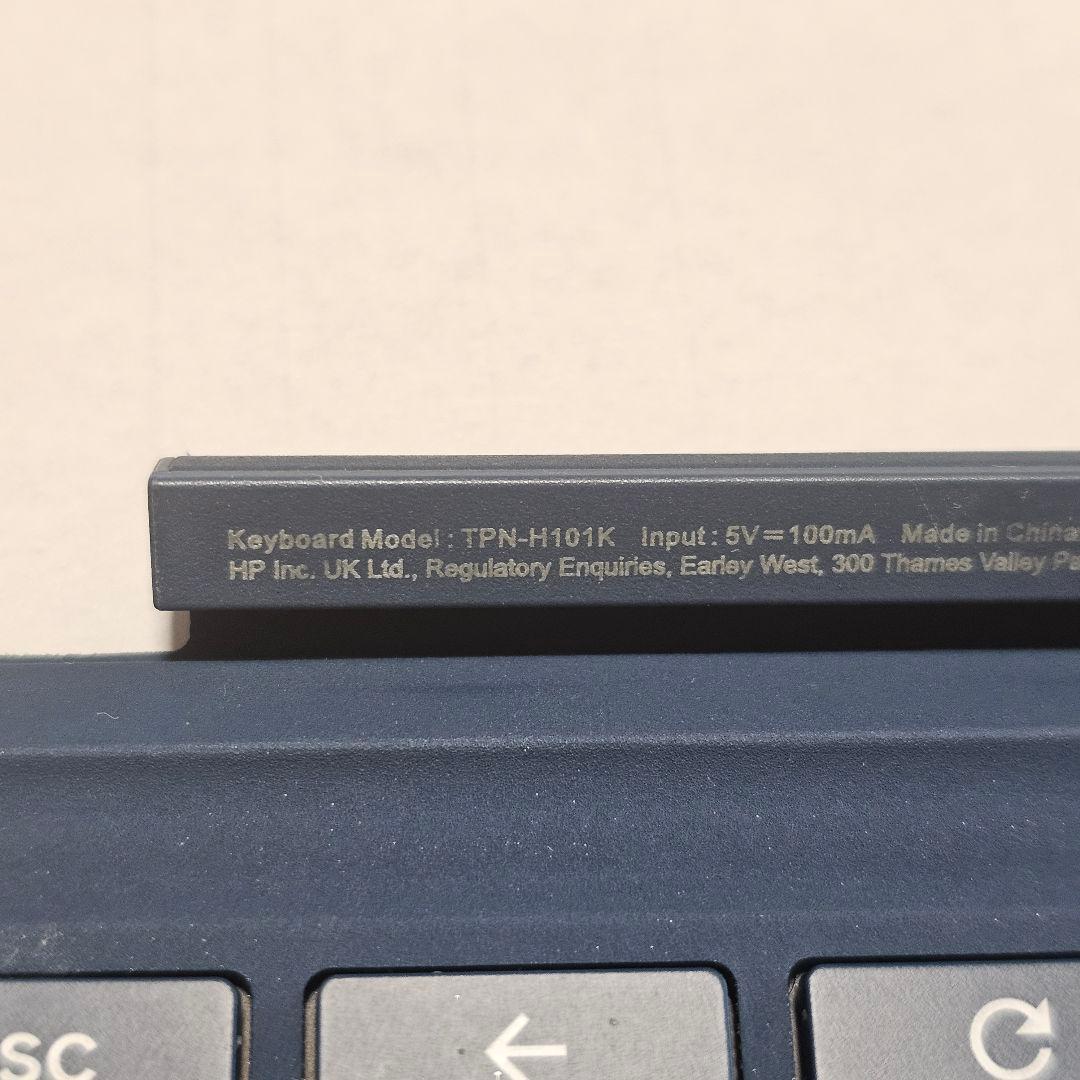 Keyboard Model : TPN-H101K Input : 5V⎓100mA Made in China
HP Inc. UK Ltd., Regulatory Enquiries, Earley West, 300 Thames Valley Pa
sc